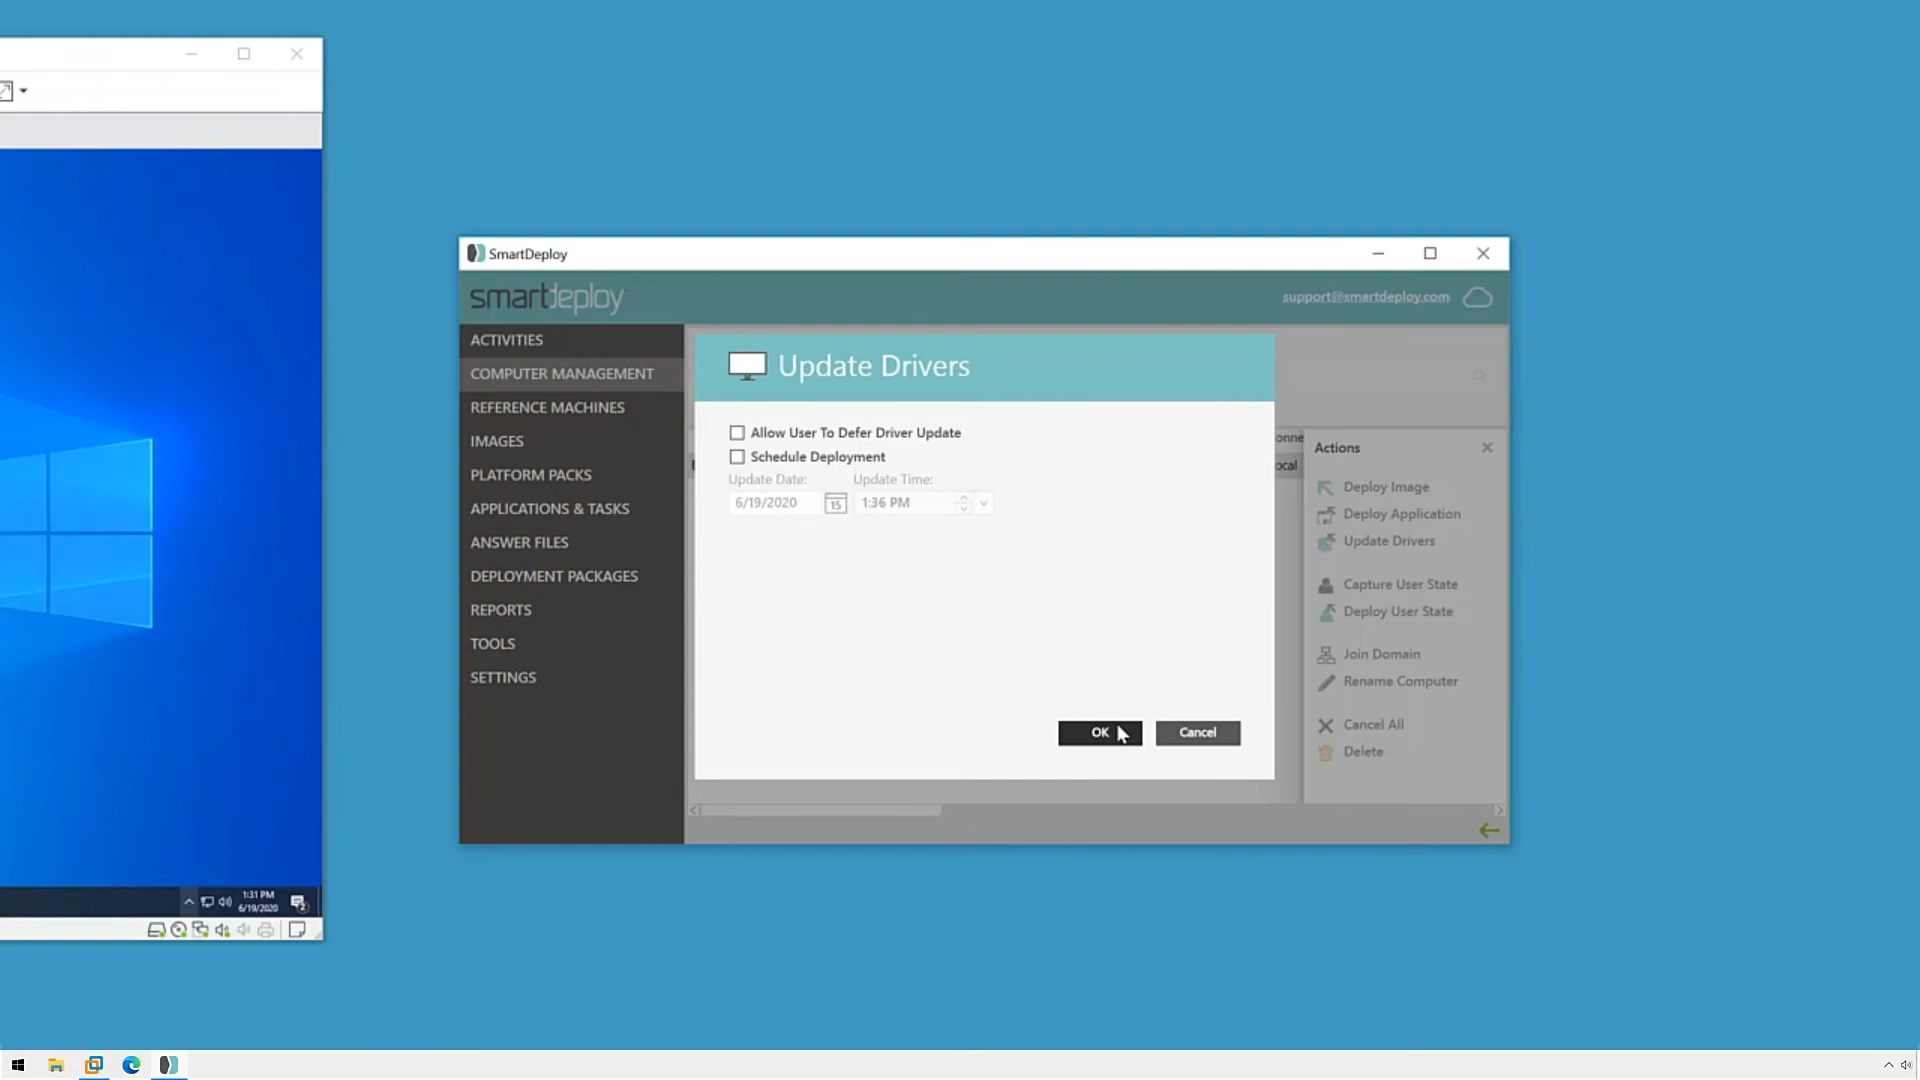 SmartDeploy
smartdeploy
support@smartdeploy.com
ACTIVITIES
COMPUTER MANAGEMENT
REFERENCE MACHINES
IMAGES
PLATFORM PACKS
APPLICATIONS & TASKS
ANSWER FILES
DEPLOYMENT PACKAGES
REPORTS
TOOLS
SETTINGS
Update Drivers
Allow User To Defer Driver Update
Schedule Deployment
Update Date: Update Time:
6/19/2020 15 1:36 PM
OK Cancel
onne
ocal
Actions
Deploy Image
Deploy Application
Update Drivers
Capture User State
Deploy User State
Join Domain
Rename Computer
Cancel All
Delete
1:31 PM
6/19/2020
2